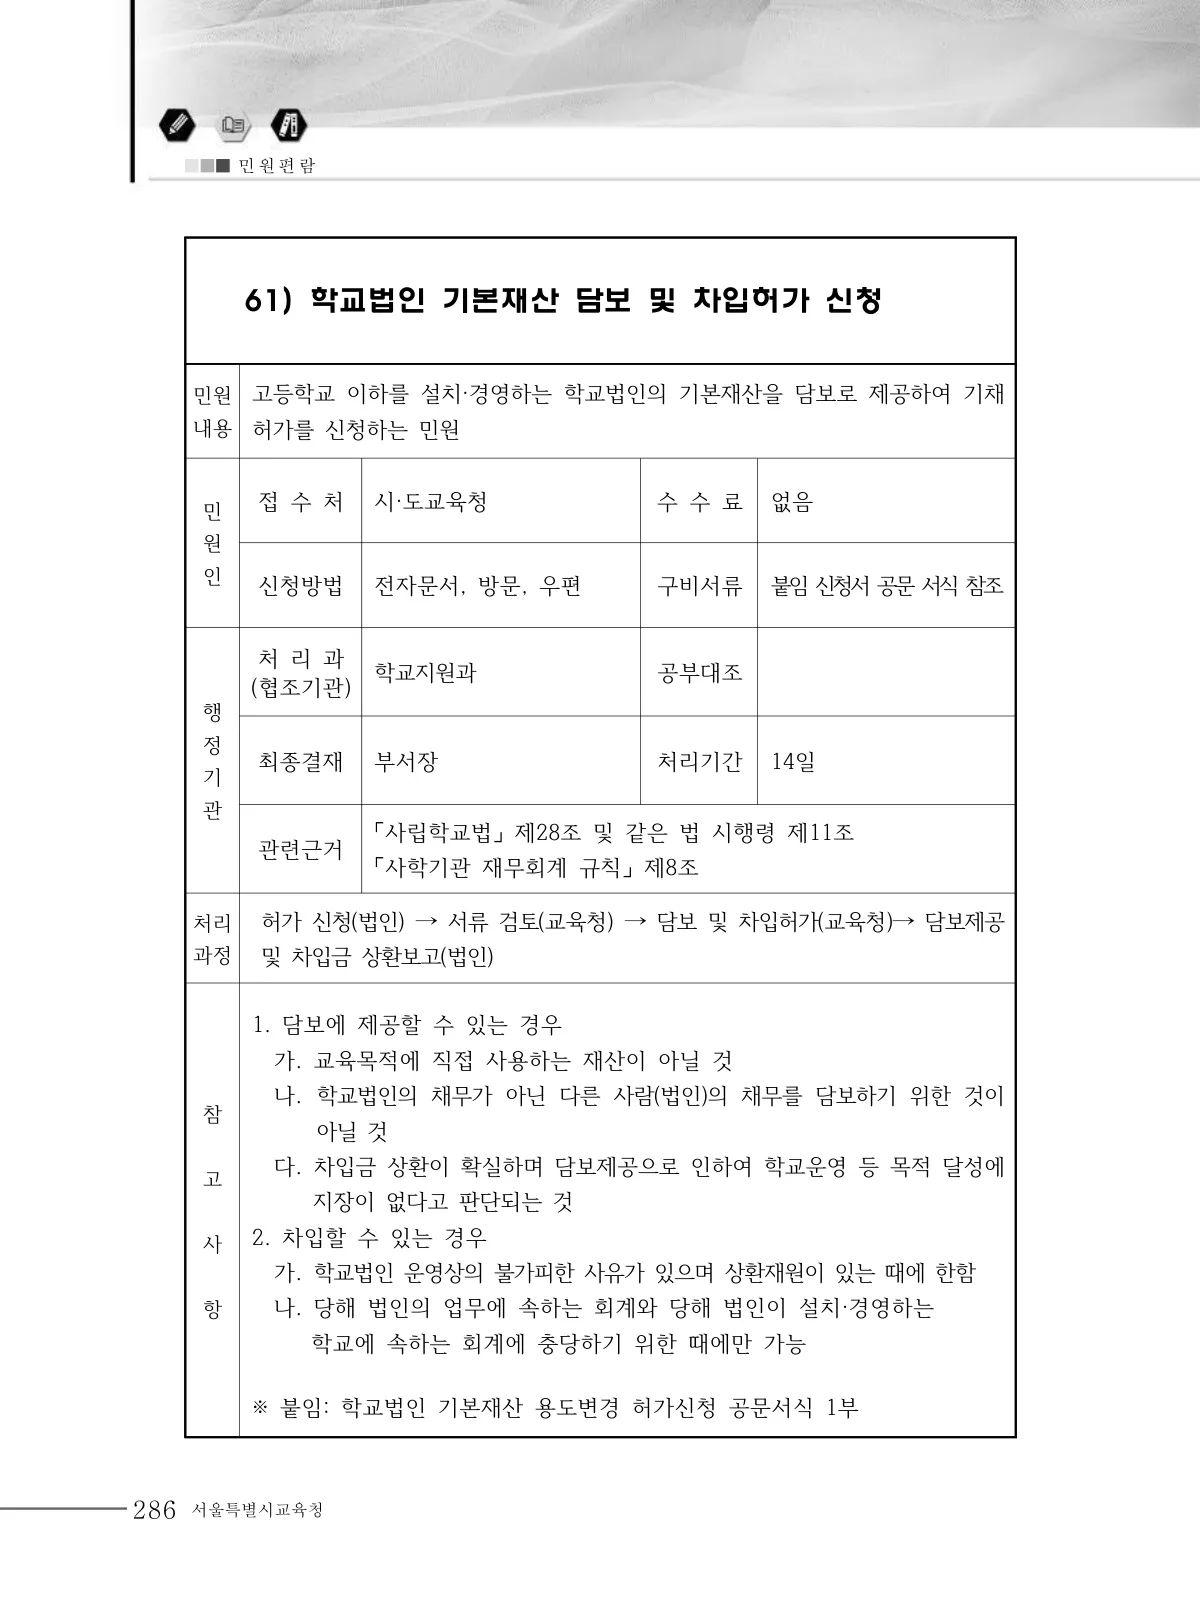 민원편람
61) 학교법인 기본재산 담보 및 차입허가 신청
민원
내용
고등학교 이하를 설치·경영하는 학교법인의 기본재산을 담보로 제공하여 기채
허가를 신청하는 민원
민
원
인
접 수 처
시·도교육청
수 수 료
없음
신청방법
전자문서, 방문, 우편
구비서류
붙임 신청서 공문 서식 참조
행
정
기
관
처 리 과
(협조기관)
학교지원과
공부대조
최종결재
부서장
처리기간
14일
관련근거
「사립학교법」제28조 및 같은 법 시행령 제11조
「사학기관 재무회계 규칙」제8조
처리
과정
허가 신청(법인) → 서류 검토(교육청) → 담보 및 차입허가(교육청)→ 담보제공
및 차입금 상환보고(법인)
참
고
사
항
1. 담보에 제공할 수 있는 경우
가. 교육목적에 직접 사용하는 재산이 아닐 것
나. 학교법인의 채무가 아닌 다른 사람(법인)의 채무를 담보하기 위한 것이
아닐 것
다. 차입금 상환이 확실하며 담보제공으로 인하여 학교운영 등 목적 달성에
지장이 없다고 판단되는 것
2. 차입할 수 있는 경우
가. 학교법인 운영상의 불가피한 사유가 있으며 상환재원이 있는 때에 한함
나. 당해 법인의 업무에 속하는 회계와 당해 법인이 설치·경영하는
학교에 속하는 회계에 충당하기 위한 때에만 가능
※ 붙임: 학교법인 기본재산 용도변경 허가신청 공문서식 1부
286 서울특별시교육청